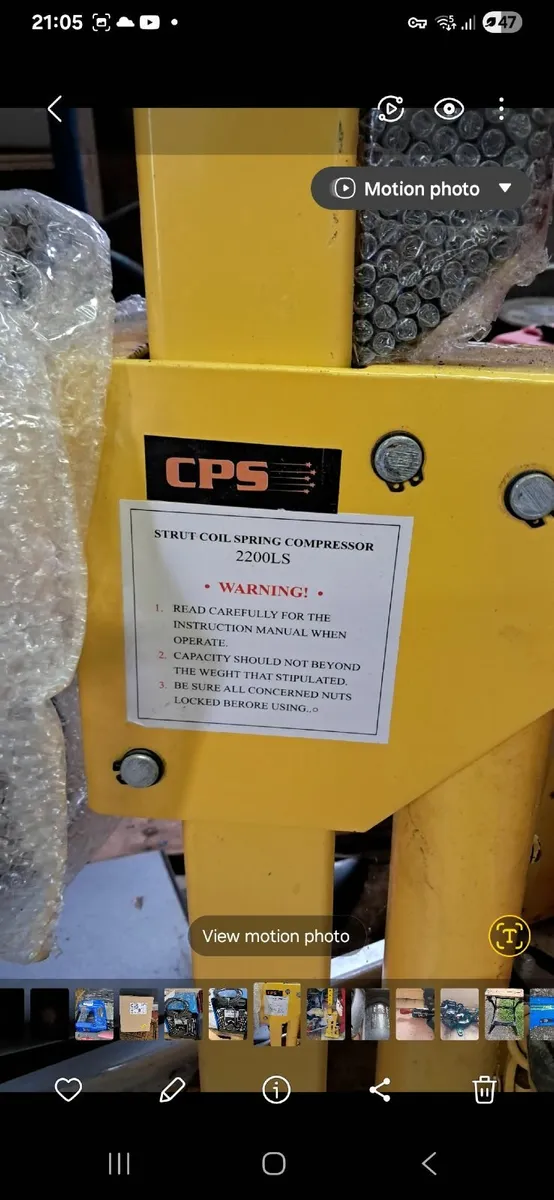 21:05
5
47
Motion photo
CPS
STRUT COIL SPRING COMPRESSOR
2200LS
• WARNING! •
1. READ CAREFULLY FOR THE
INSTRUCTION MANUAL WHEN
OPERATE.
2. CAPACITY SHOULD NOT BEYOND
THE WEGHT THAT STIPULATED.
3. BE SURE ALL CONCERNED NUTS
LOCKED BERORE USING..○
View motion photo
T